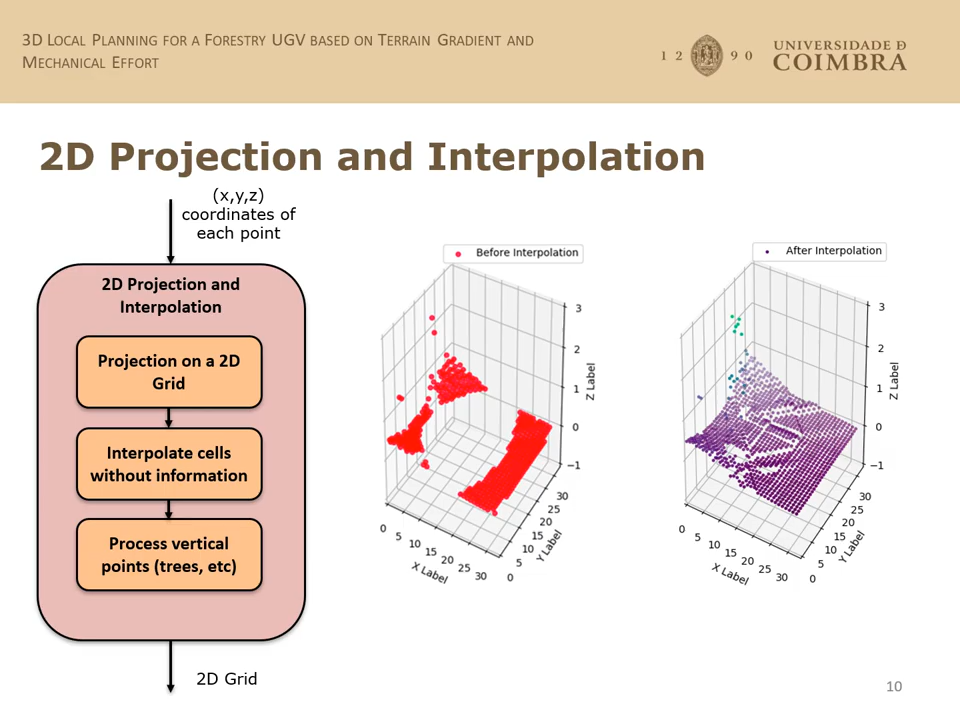 3D Local Planning for a Forestry UGV based on Terrain Gradient and
Mechanical Effort
12 90
UNIVERSIDADE Ð
COIMBRA
2D Projection and Interpolation
(x,y,z)
coordinates of
each point
2D Projection and
Interpolation
Projection on a 2D
Grid
Interpolate cells
without information
Process vertical
points (trees, etc)
2D Grid
Before Interpolation
3
2
1
0
−1
Z Label
0
5
10
15
20
25
30
X Label
0
5
10
15
20
25
30
Y Label
After Interpolation
3
2
1
0
−1
Z Label
0
5
10
15
20
25
30
X Label
0
5
10
15
20
25
30
Y Label
10